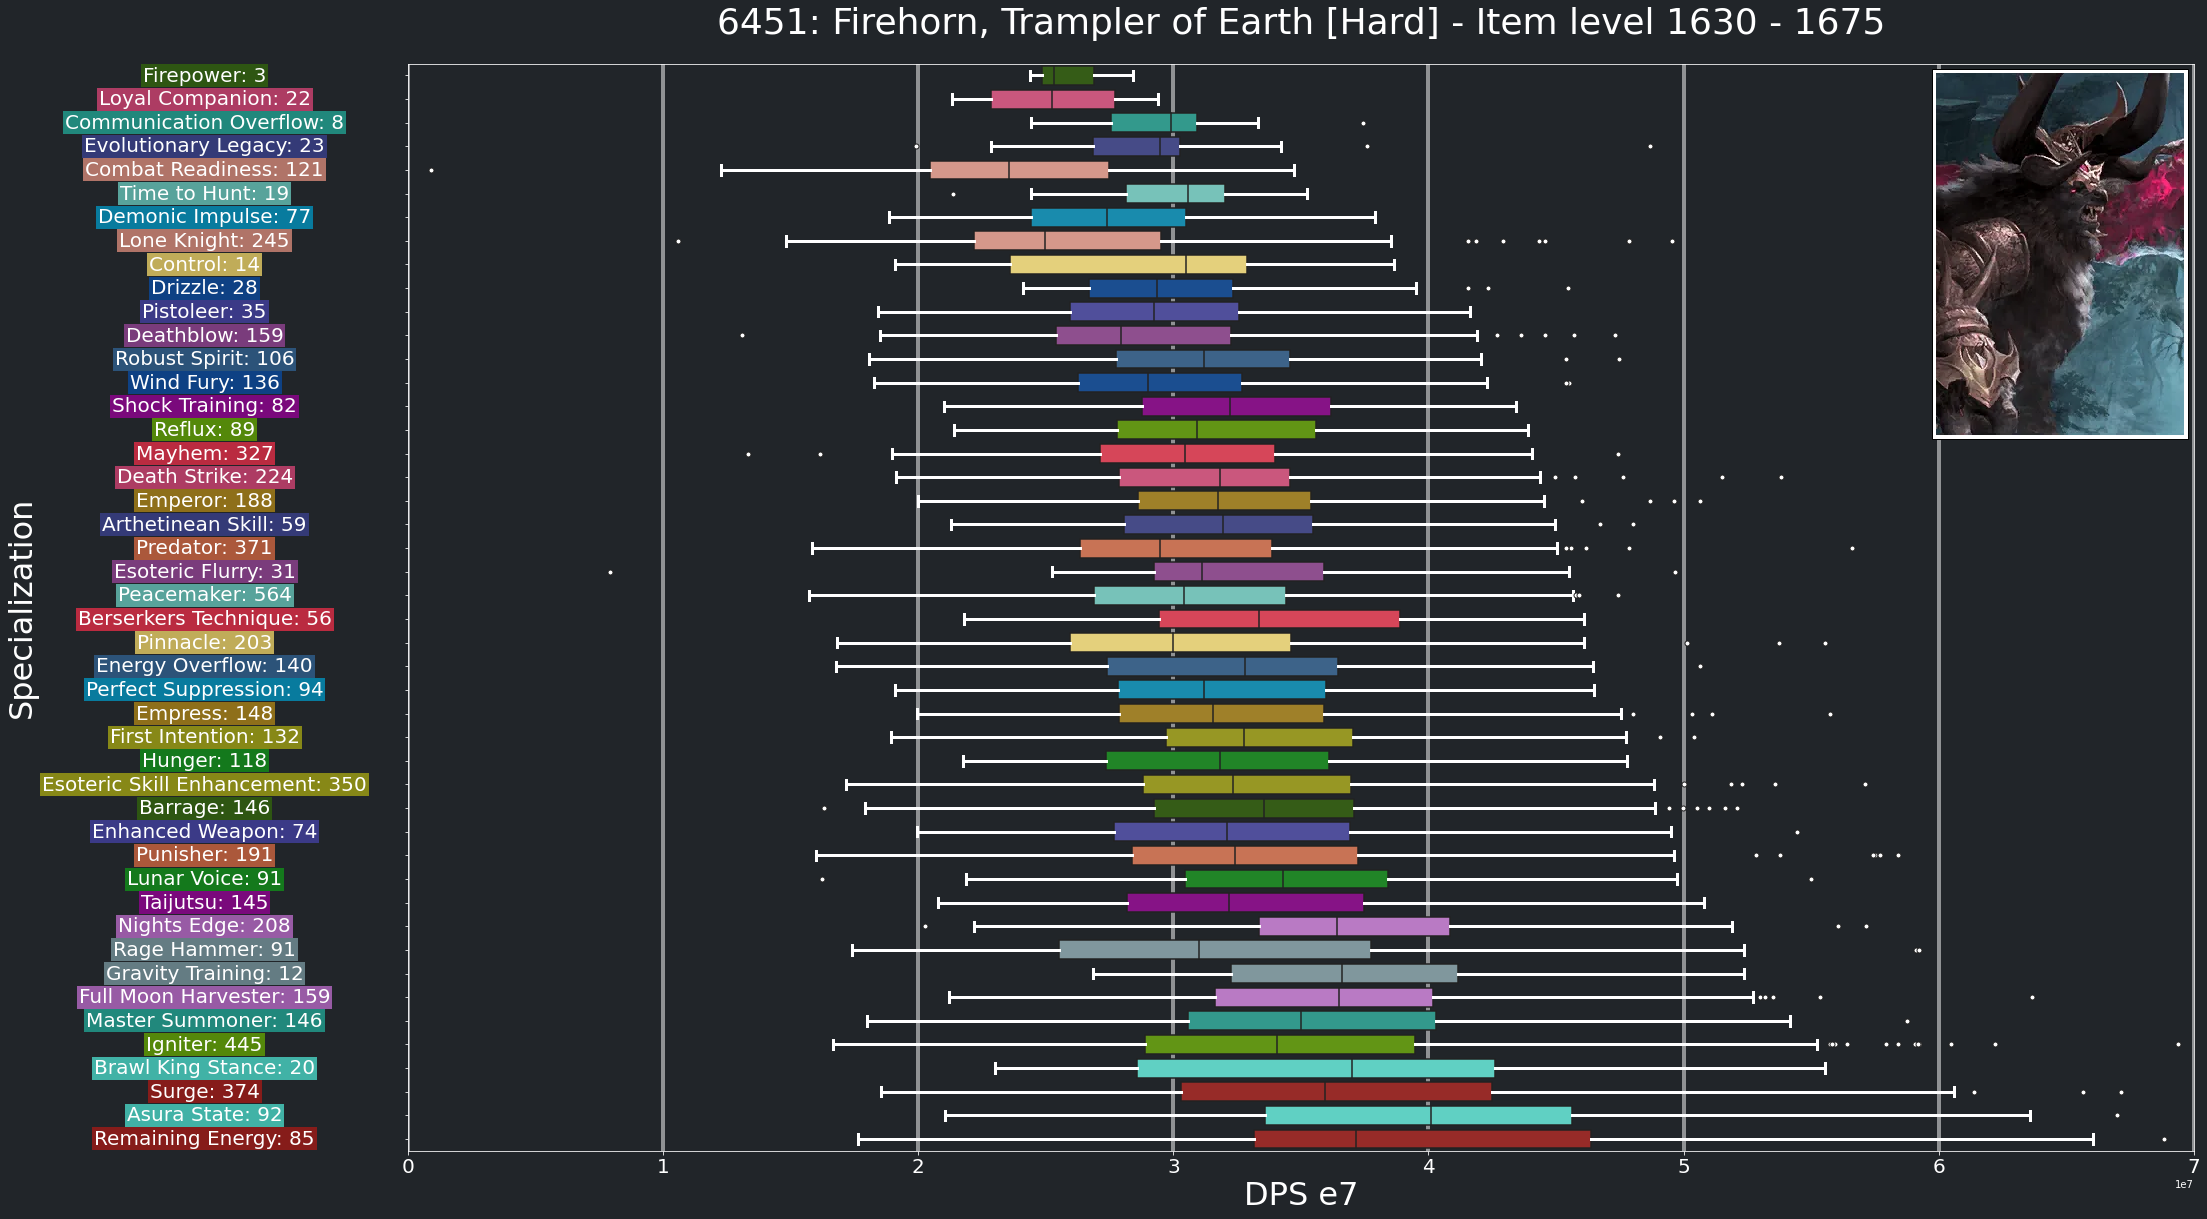 6451: Firehorn, Trampler of Earth [Hard] - Item level 1630 - 1675
Specialization
Firepower: 3
Loyal Companion: 22
Communication Overflow: 8
Evolutionary Legacy: 23
Combat Readiness: 121
Time to Hunt: 19
Demonic Impulse: 77
Lone Knight: 245
Control: 14
Drizzle: 28
Pistoleer: 35
Deathblow: 159
Robust Spirit: 106
Wind Fury: 136
Shock Training: 82
Reflux: 89
Mayhem: 327
Death Strike: 224
Emperor: 188
Arthetinean Skill: 59
Predator: 371
Esoteric Flurry: 31
Peacemaker: 564
Berserkers Technique: 56
Pinnacle: 203
Energy Overflow: 140
Perfect Suppression: 94
Empress: 148
First Intention: 132
Hunger: 118
Esoteric Skill Enhancement: 350
Barrage: 146
Enhanced Weapon: 74
Punisher: 191
Lunar Voice: 91
Taijutsu: 145
Nights Edge: 208
Rage Hammer: 91
Gravity Training: 12
Full Moon Harvester: 159
Master Summoner: 146
Igniter: 445
Brawl King Stance: 20
Surge: 374
Asura State: 92
Remaining Energy: 85
0 1 2 3 4 5 6 7
1e7
DPS e7